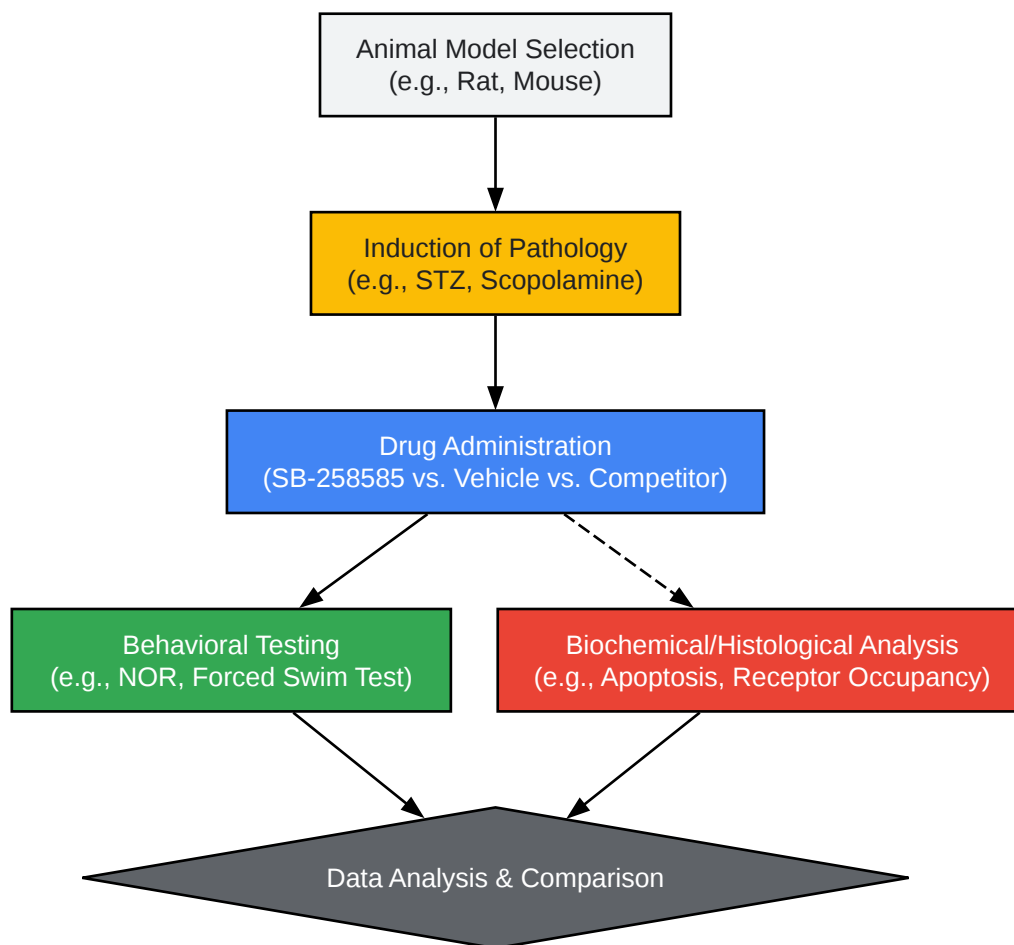 Animal Model Selection
(e.g., Rat, Mouse)
Induction of Pathology
(e.g., STZ, Scopolamine)
Drug Administration
(SB-258585 vs. Vehicle vs. Competitor)
Behavioral Testing
(e.g., NOR, Forced Swim Test)
Biochemical/Histological Analysis
(e.g., Apoptosis, Receptor Occupancy)
Data Analysis & Comparison